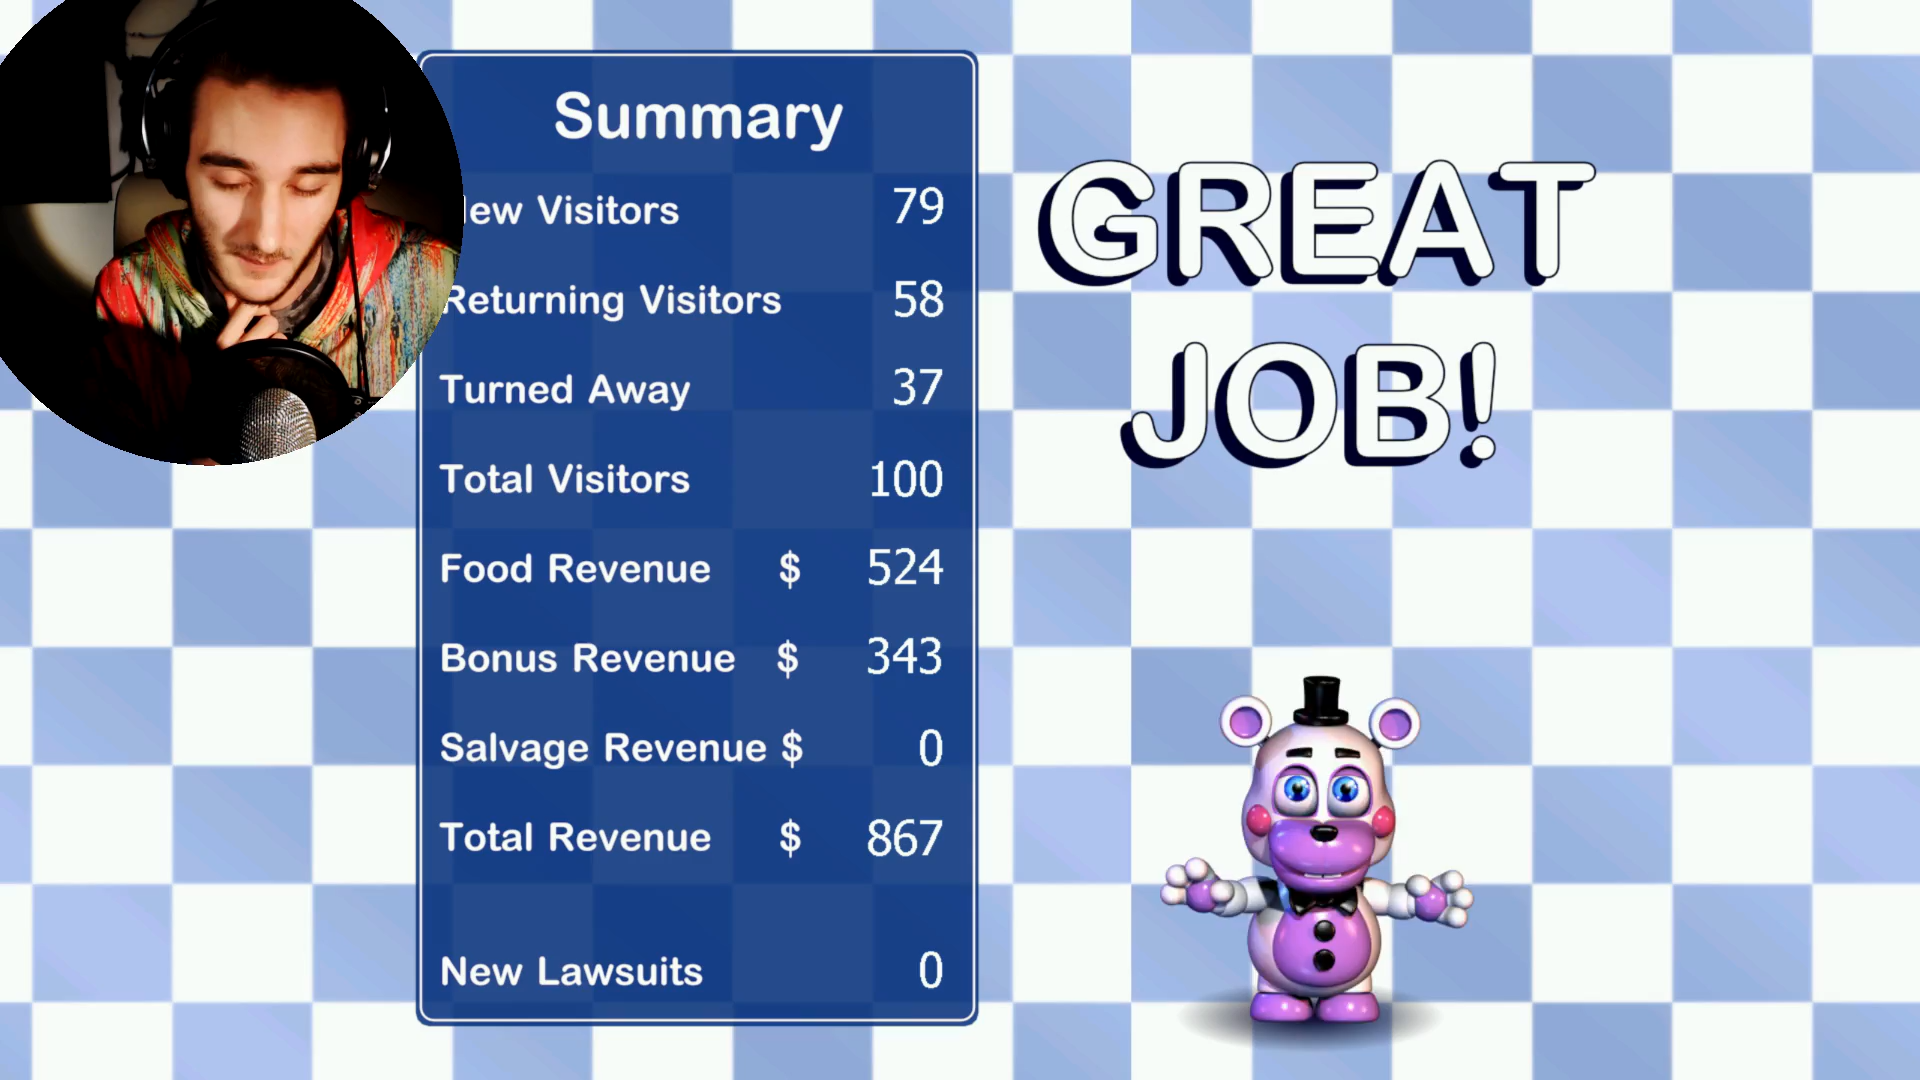 Summary
ew Visitors 79
Returning Visitors 58
Turned Away 37
Total Visitors 100
Food Revenue $ 524
Bonus Revenue $ 343
Salvage Revenue $ 0
Total Revenue $ 867
New Lawsuits 0
GREAT
JOB!